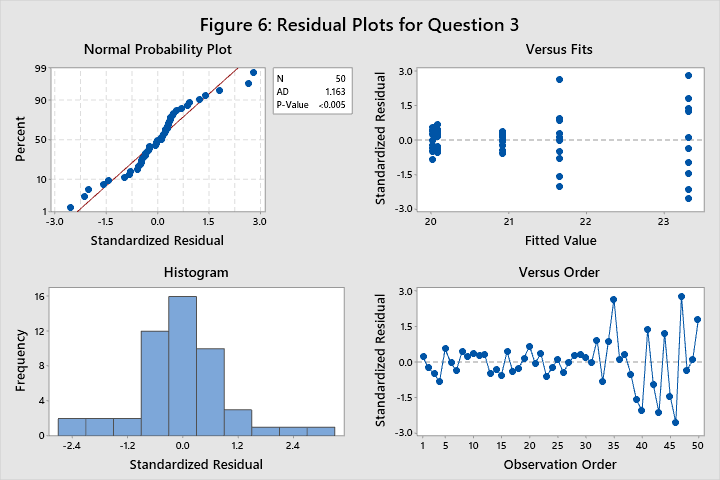 Figure 6: Residual Plots for Question 3
Normal Probability Plot
99
90
50
10
1
Percent
-3.0 -1.5 0.0 1.5 3.0
Standardized Residual
N 50
AD 1.163
P-Value <0.005
Versus Fits
3.0
1.5
0.0
-1.5
-3.0
Standardized Residual
20 21 22 23
Fitted Value
Histogram
16
12
8
4
0
Frequency
-2.4 -1.2 0.0 1.2 2.4
Standardized Residual
Versus Order
3.0
1.5
0.0
-1.5
-3.0
Standardized Residual
1 5 10 15 20 25 30 35 40 45 50
Observation Order